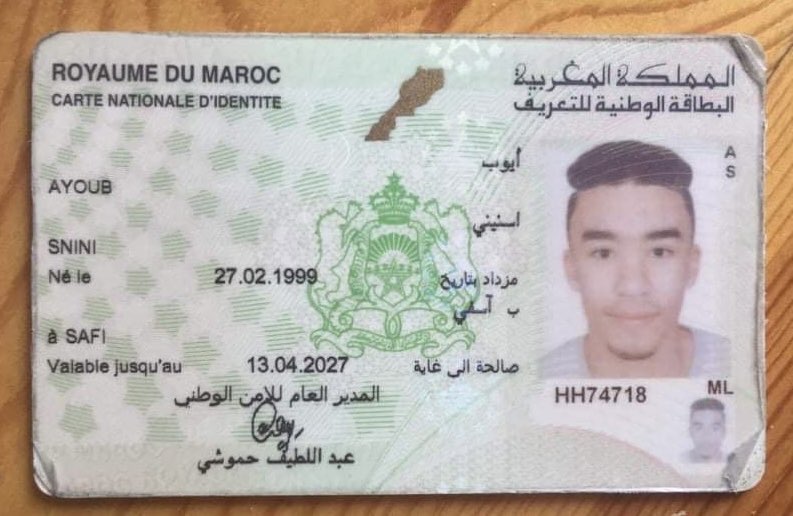 ROYAUME DU MAROC
المملكة المغربية
CARTE NATIONALE D'IDENTITE
البطاقة الوطنية للتعريف
أيوب
A
S
AYOUB
اسنيني
SNINI
Né le 27.02.1999 مزداد بتاريخ
ب آسفي
à SAFI
Valable jusqu'au 13.04.2027 صالحة الى غاية
المدير العام للأمن الوطني
HH74718
ML
عبد اللطيف حموشي